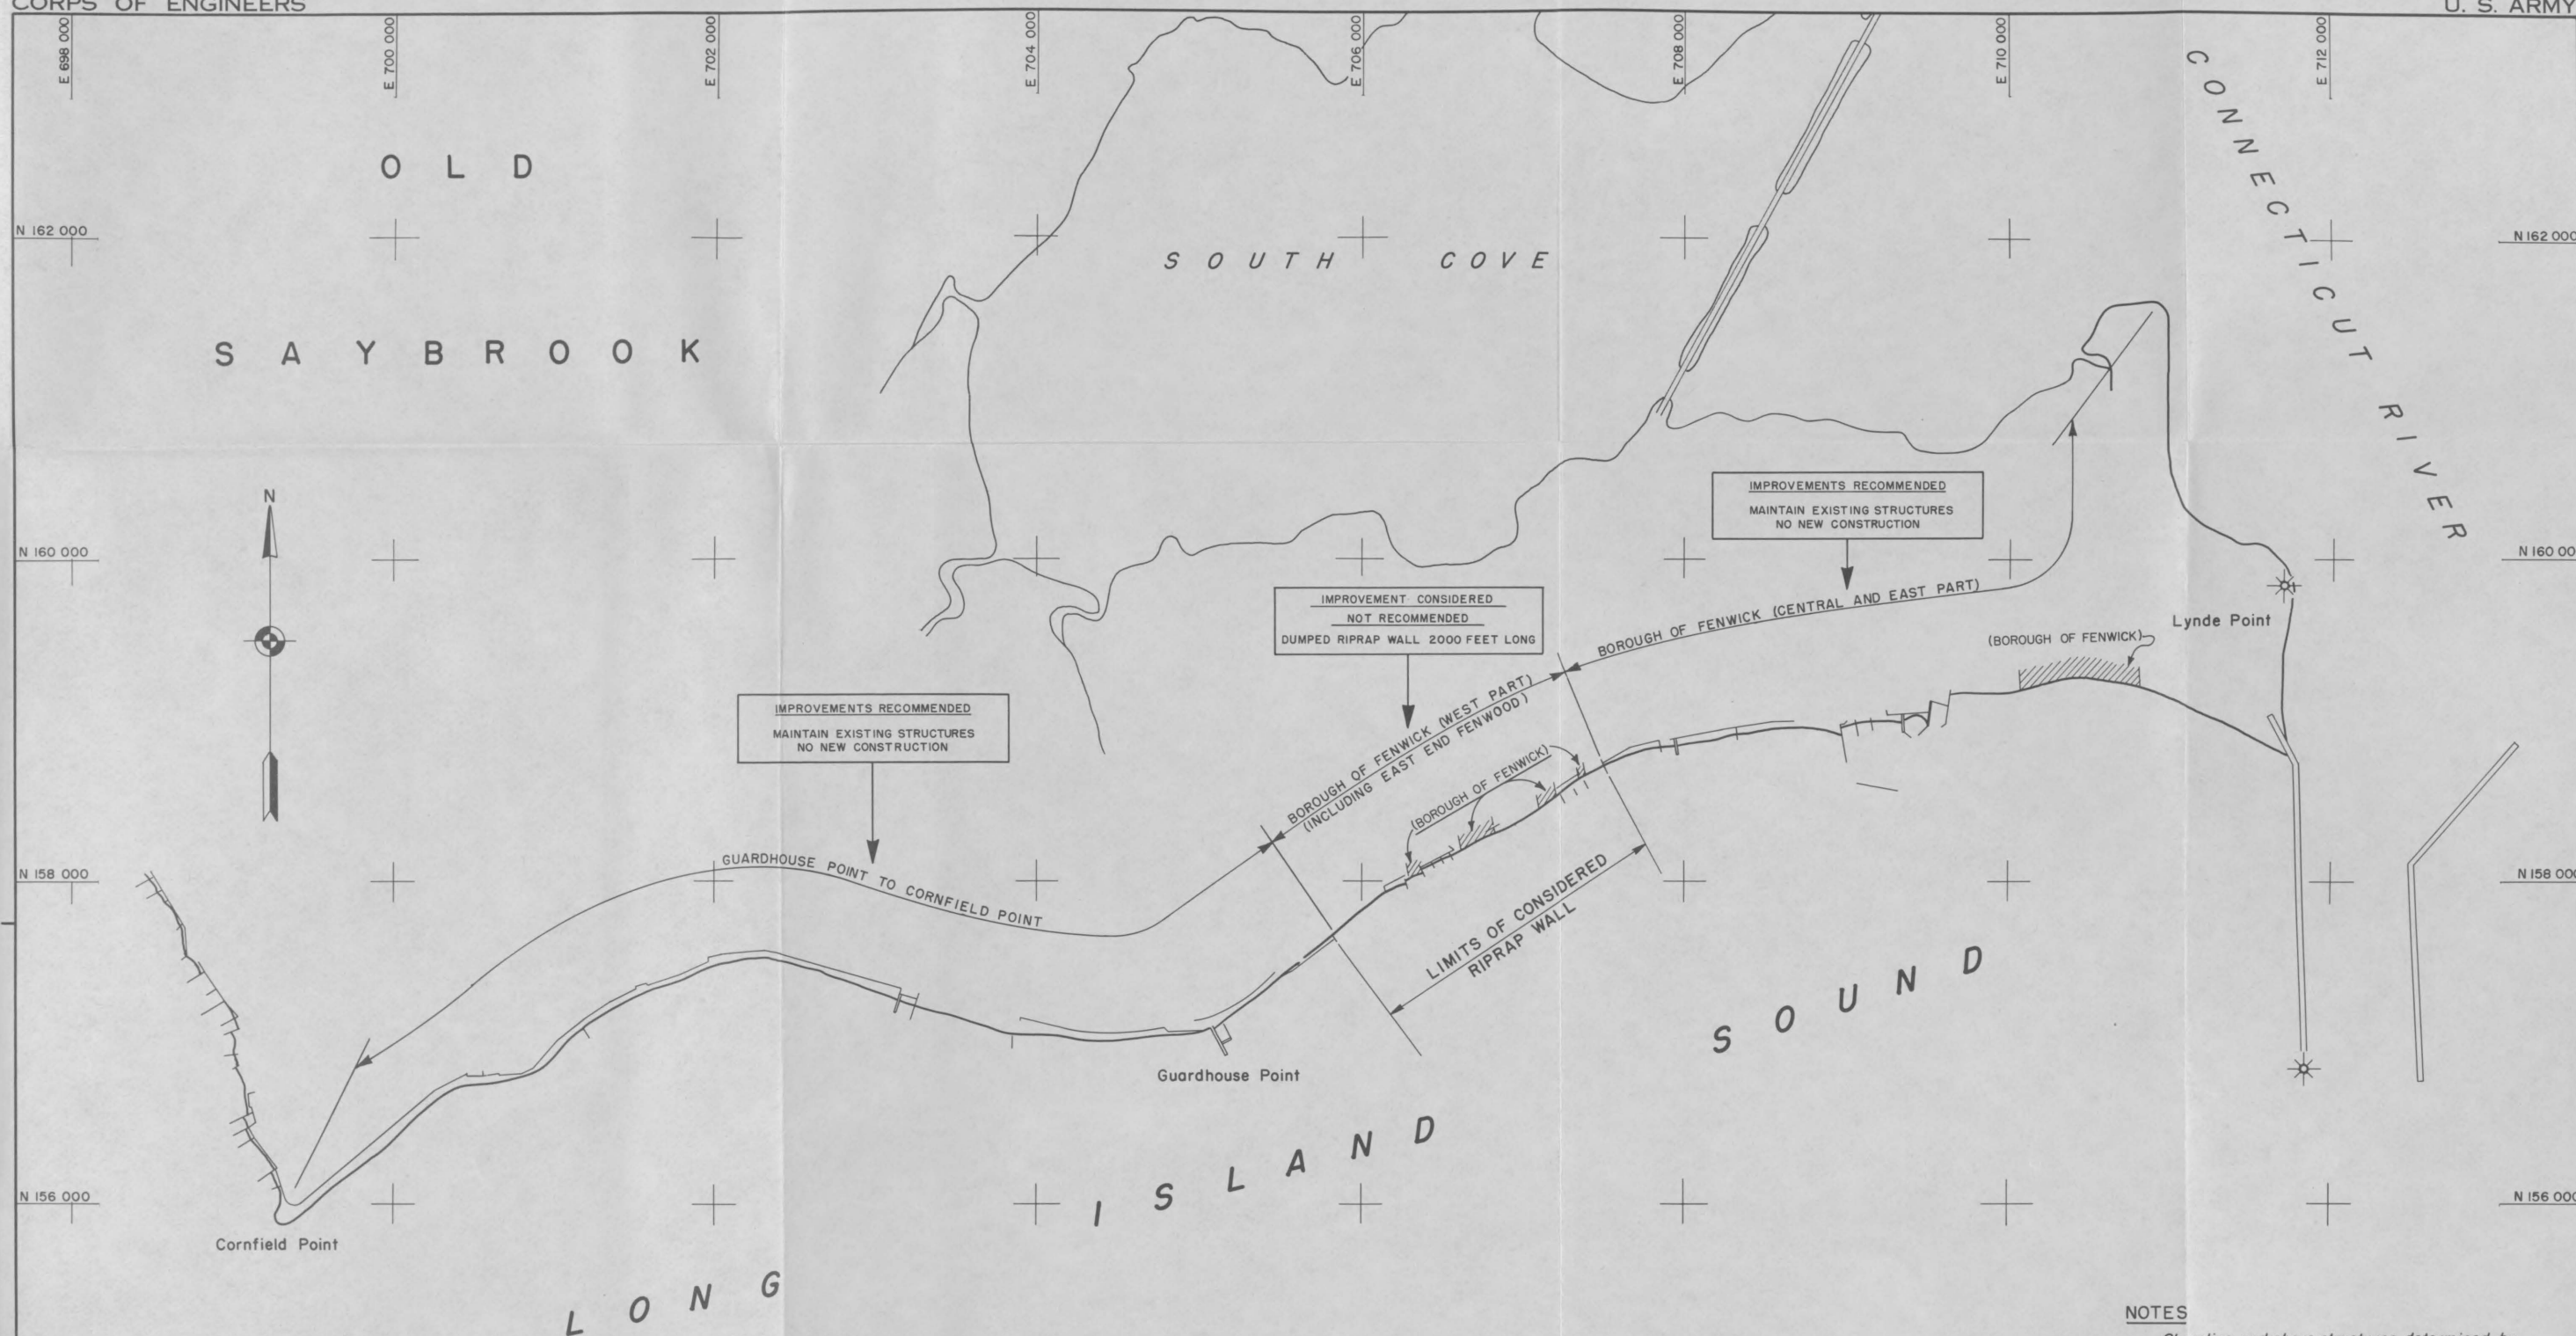 CORPS OF ENGINEERS
U. S. ARMY
E 698 000
E 700 000
E 702 000
E 704 000
E 706 000
E 708 000
E 710 000
E 712 000
CONNECTICUT RIVER
OLD
SAYBROOK
N 162 000
N 162 000
SOUTH COVE
N
N 160 000
N 160 00
IMPROVEMENTS RECOMMENDED
MAINTAIN EXISTING STRUCTURES
NO NEW CONSTRUCTION
IMPROVEMENT CONSIDERED
NOT RECOMMENDED
DUMPED RIPRAP WALL 2000 FEET LONG
BOROUGH OF FENWICK (CENTRAL AND EAST PART)
(BOROUGH OF FENWICK)
Lynde Point
IMPROVEMENTS RECOMMENDED
MAINTAIN EXISTING STRUCTURES
NO NEW CONSTRUCTION
BOROUGH OF FENWICK (WEST PART)
(INCLUDING EAST END FENWOOD)
(BOROUGH OF FENWICK)
GUARDHOUSE POINT TO CORNFIELD POINT
N 158 000
N 158 000
LIMITS OF CONSIDERED
RIPRAP WALL
Guardhouse Point
LONG ISLAND SOUND
N 156 000
N 156 000
Cornfield Point
NOTES